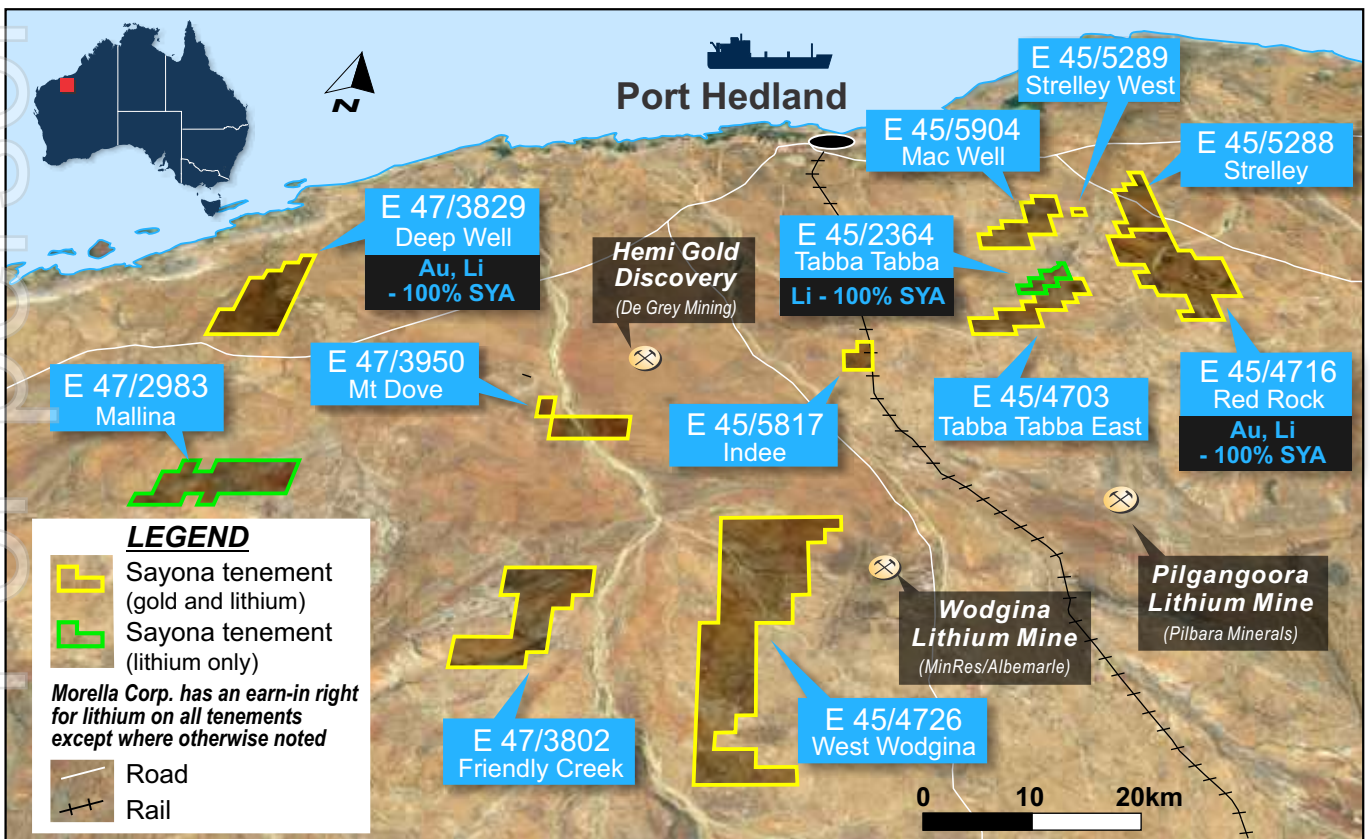 Port Hedland
N
E 45/5289
Strelley West
E 45/5904
Mac Well
E 45/5288
Strelley
E 47/3829
Deep Well
Au, Li
- 100% SYA
Hemi Gold
Discovery
(De Grey Mining)
E 45/2364
Tabba Tabba
Li - 100% SYA
E 47/3950
Mt Dove
E 47/2983
Mallina
E 45/5817
Indee
E 45/4703
Tabba Tabba East
E 45/4716
Red Rock
Au, Li
- 100% SYA
Pilgangoora
Lithium Mine
(Pilbara Minerals)
Wodgina
Lithium Mine
(MinRes/Albemarle)
E 47/3802
Friendly Creek
E 45/4726
West Wodgina
LEGEND
Sayona tenement
(gold and lithium)
Sayona tenement
(lithium only)
Morella Corp. has an earn-in right
for lithium on all tenements
except where otherwise noted
Road
Rail
0 10 20km